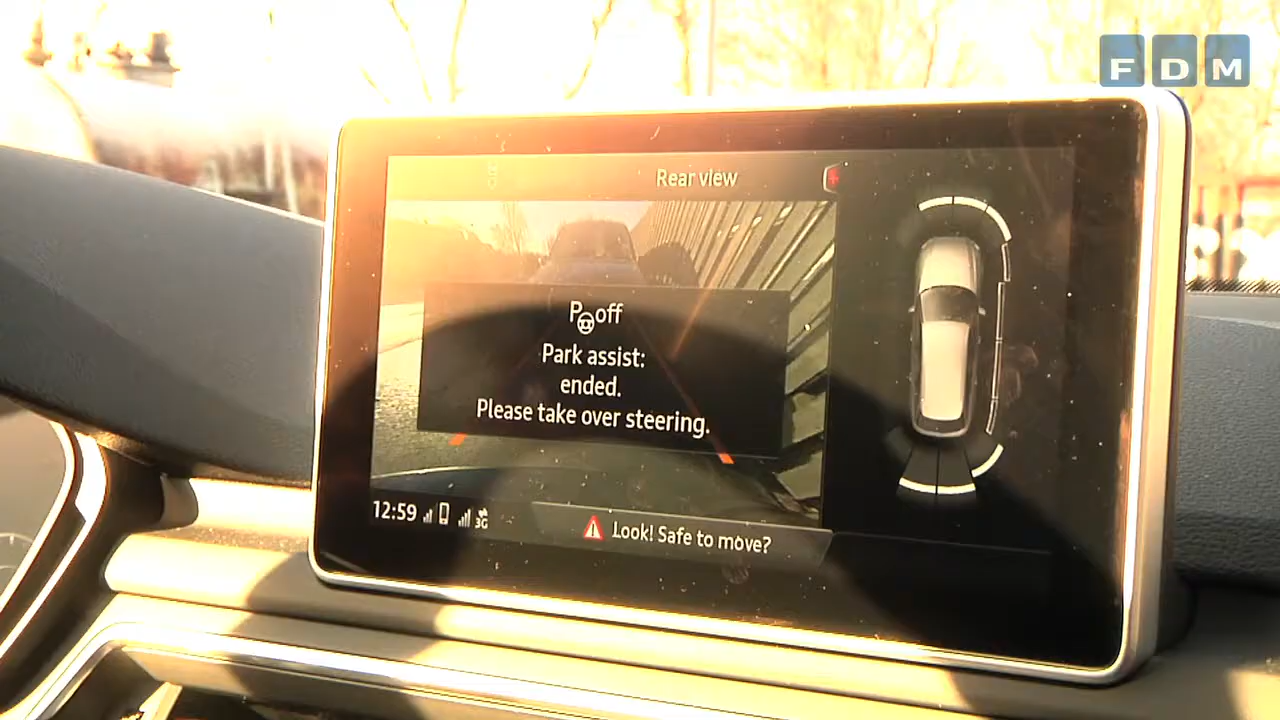 FDM
Rear view
P off
Park assist:
ended.
Please take over steering.
12:59 3G
Look! Safe to move?